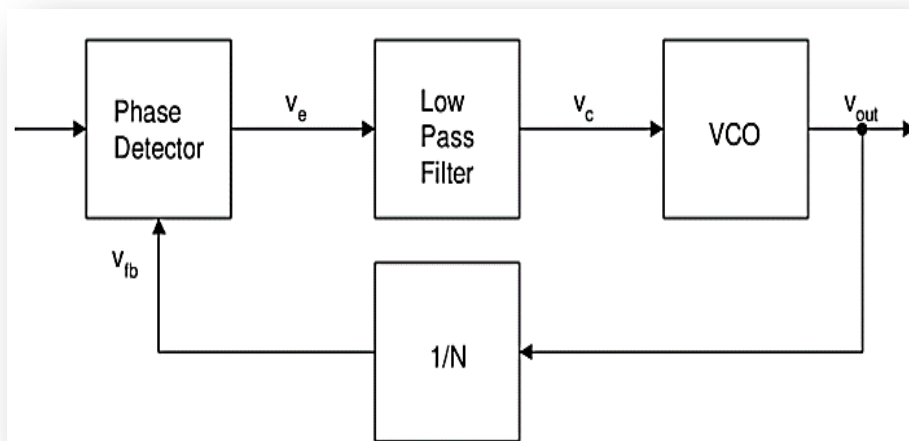 Phase
Detector
v_e
Low
Pass
Filter
v_c
VCO
v_out
v_fb
1/N